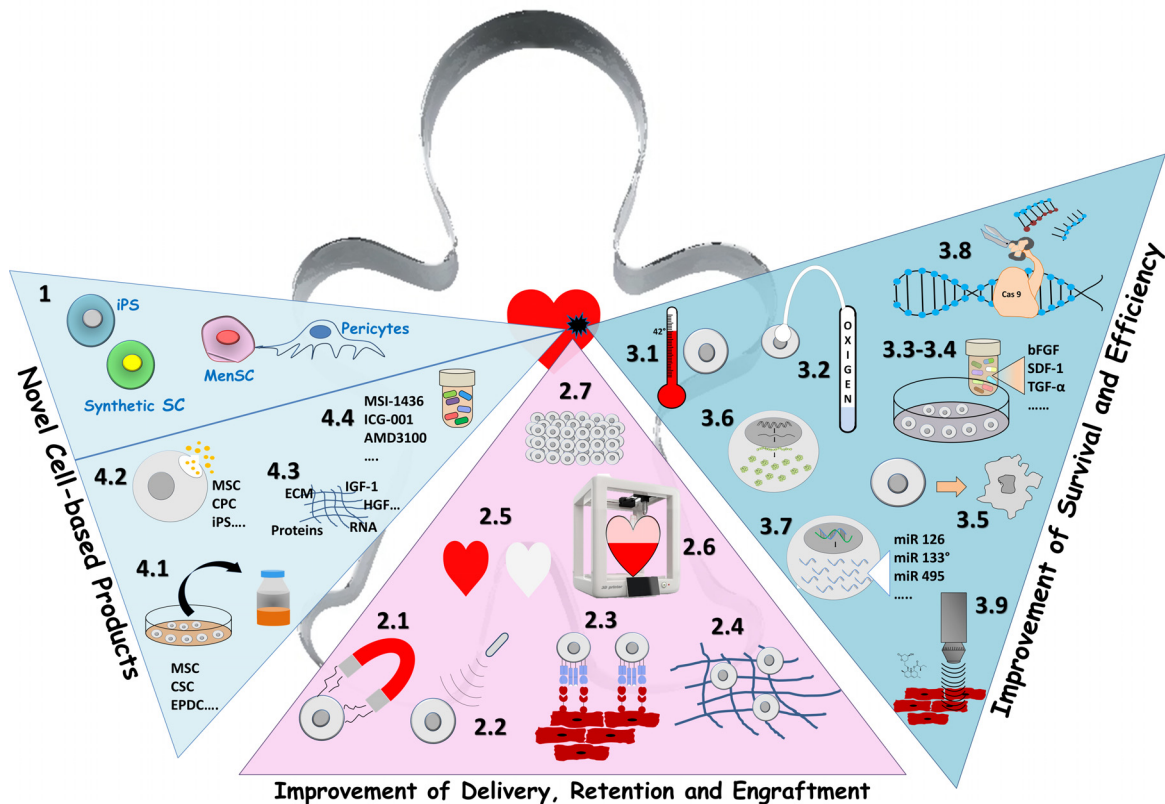 1
iPS
Pericytes
MenSC
Synthetic SC
4.4
MSI-1436
ICG-001
AMD3100
....
4.2
MSC
CPC
iPS....
4.3
ECM
IGF-1
HGF...
Proteins
RNA
4.1
MSC
CSC
EPDC....
Novel Cell-based Products
2.7
2.5
2.6
2.1
2.2
2.3
2.4
Improvement of Delivery, Retention and Engraftment
3.1
42°
3.2
OXIGEN
3.8
Cas 9
3.3-3.4
bFGF
SDF-1
TGF-α
......
3.6
3.5
3.7
miR 126
miR 133°
miR 495
.....
3.9
Improvement of Survival and Efficiency